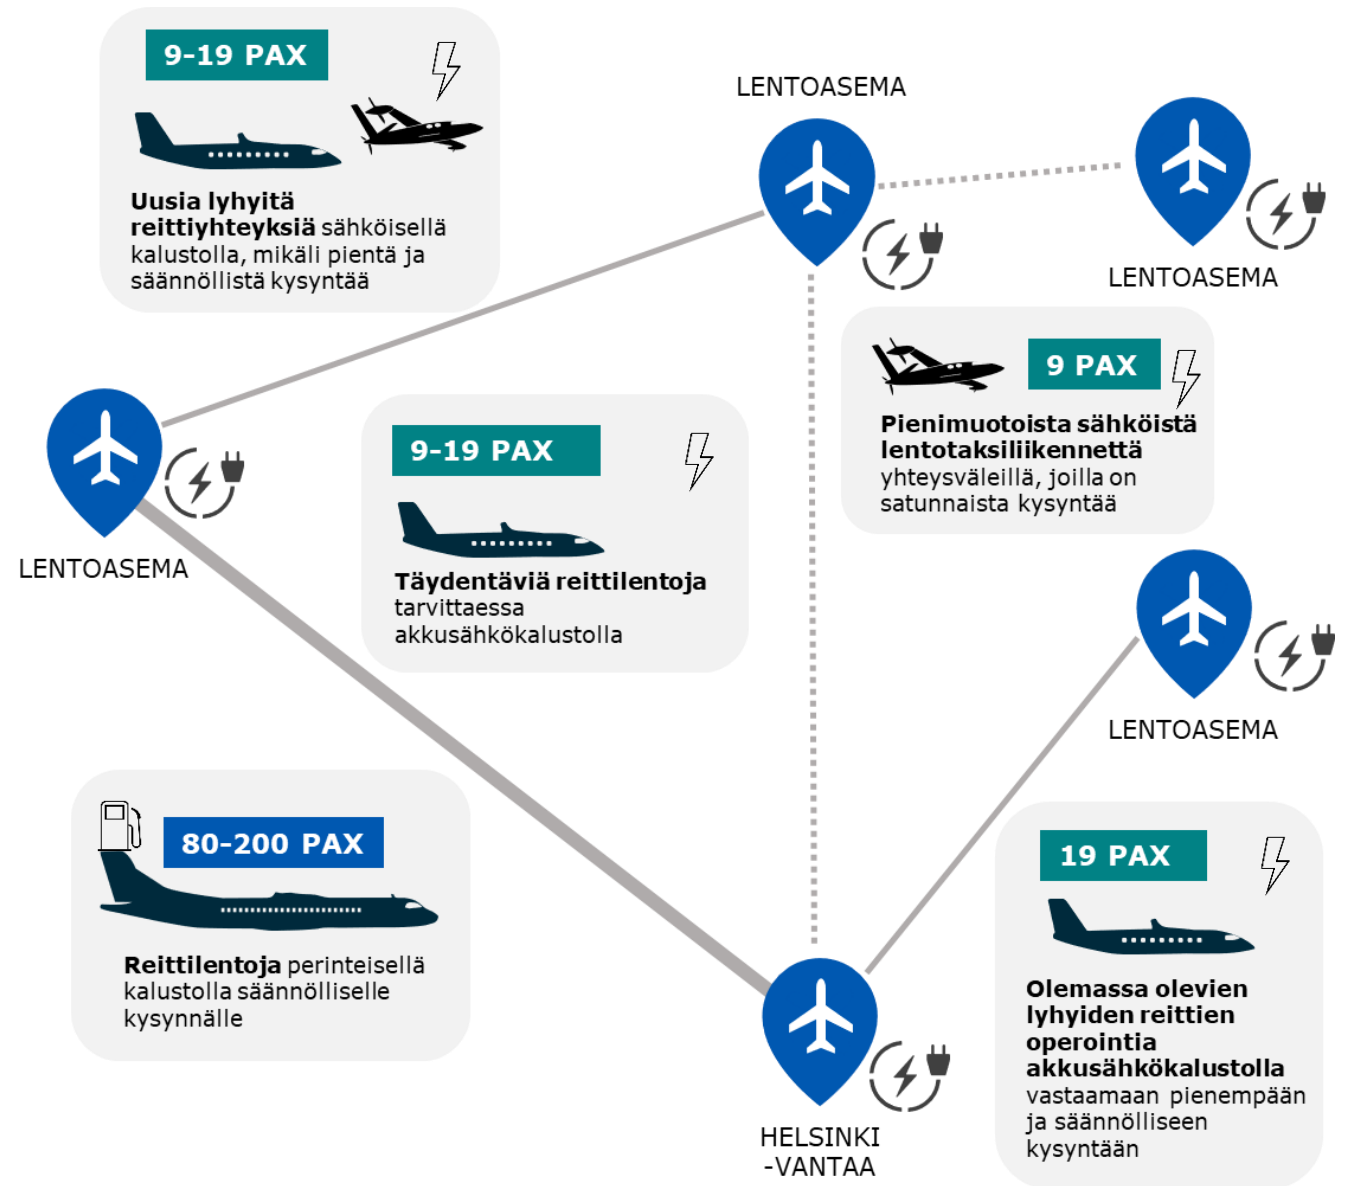 9-19 PAX
Uusia lyhyitä
reittiyhteyksiä sähköisellä
kalustolla, mikäli pientä ja
säännöllistä kysyntää
LENTOASEMA
LENTOASEMA
9 PAX
Pienimuotoista sähköistä
lentotaksiliikennettä
yhteysväleillä, joilla on
satunnaista kysyntää
LENTOASEMA
9-19 PAX
Täydentäviä reittilentoja
tarvittaessa
akkusähkökalustolla
LENTOASEMA
80-200 PAX
Reittilentoja perinteisellä
kalustolla säännölliselle
kysynnälle
19 PAX
Olemassa olevien
lyhyiden reittien
operointia
akkusähkökalustolla
vastaamaan pienempään
ja säännölliseen
kysyntään
HELSINKI
-VANTAA